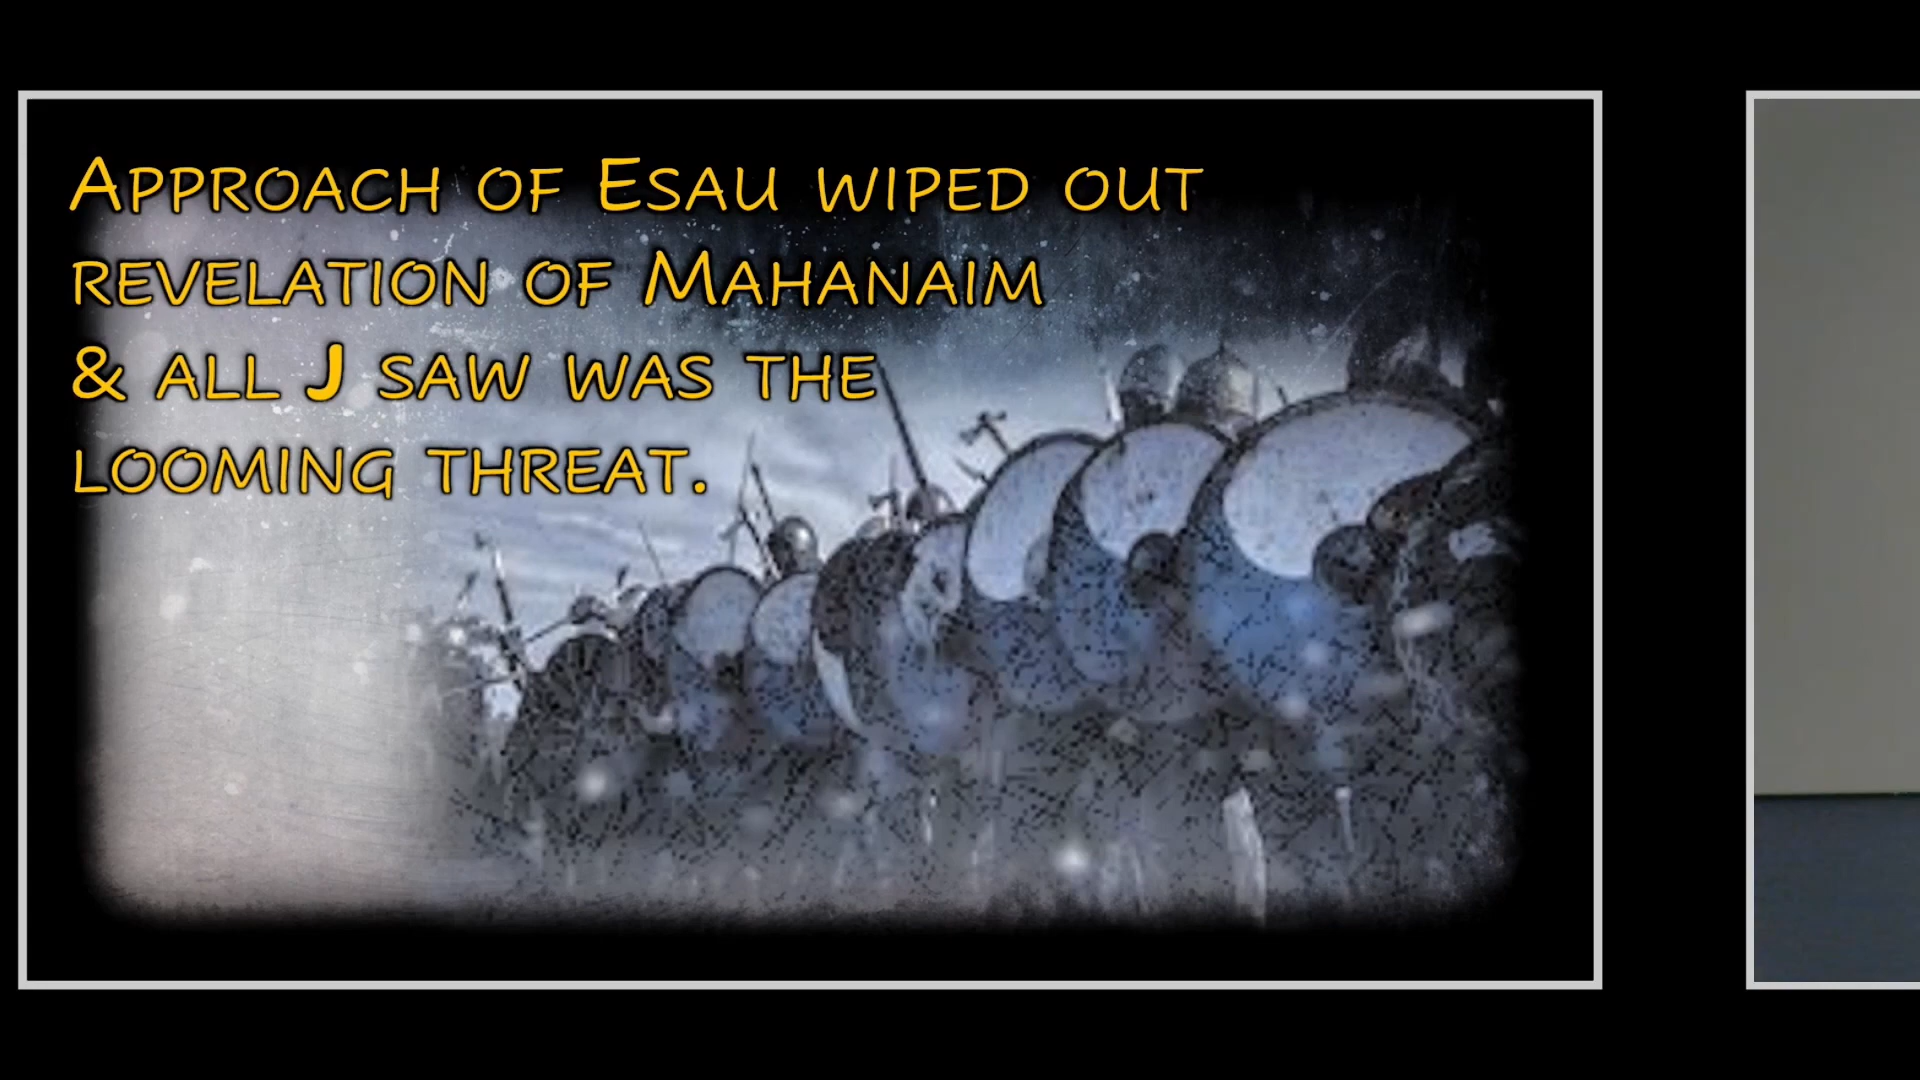 Approach of Esau wiped out
revelation of Mahanaim
& all J saw was the
looming threat.